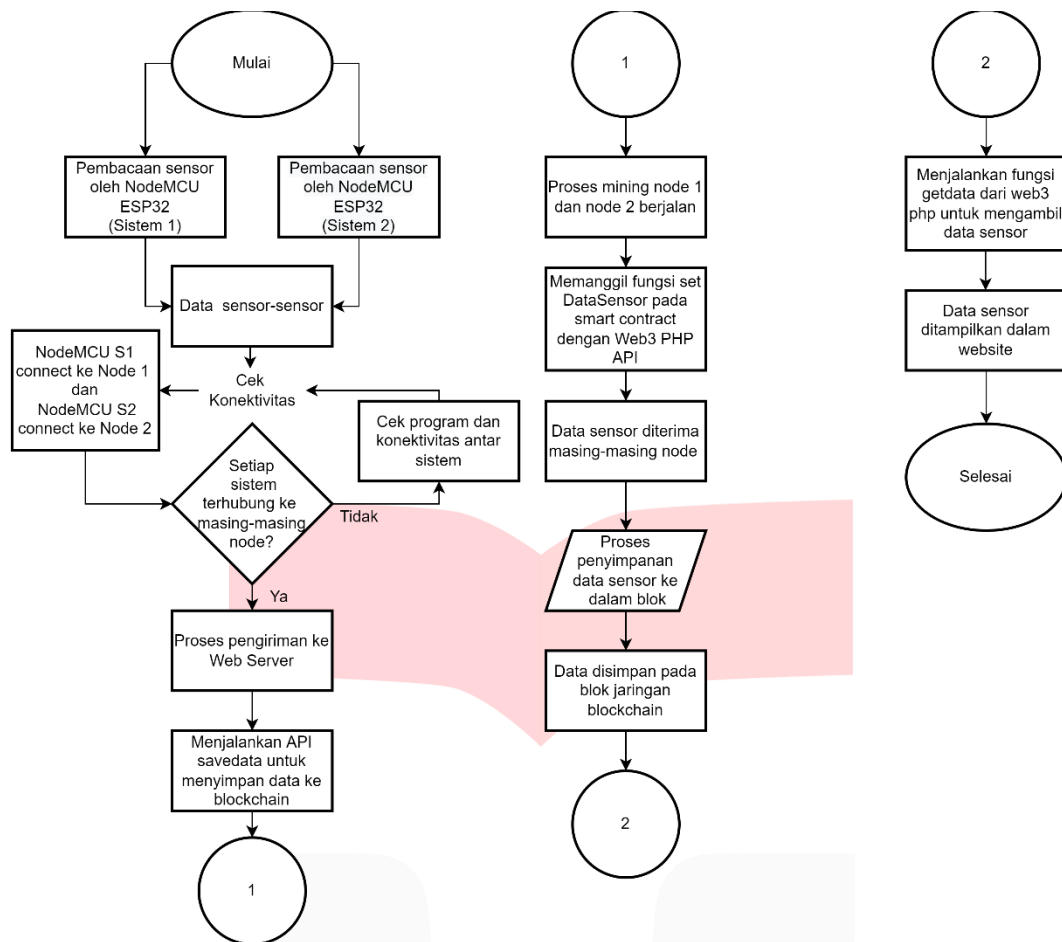 Mulai
Pembacaan sensor
oleh NodeMCU
ESP32
(Sistem 1)
Pembacaan sensor
oleh NodeMCU
ESP32
(Sistem 2)
Data sensor-sensor
Cek
Konektivitas
NodeMCU S1
connect ke Node 1
dan
NodeMCU S2
connect ke Node 2
Cek program dan
konektivitas antar
sistem
Setiap
sistem
terhubung ke
masing-masing
node?
Tidak
Ya
Proses pengiriman ke
Web Server
Menjalankan API
savedata untuk
menyimpan data ke
blockchain
1
1
Proses mining node 1
dan node 2 berjalan
Memanggil fungsi set
DataSensor pada
smart contract
dengan Web3 PHP
API
Data sensor diterima
masing-masing node
Proses
penyimpanan
data sensor ke
dalam blok
Data disimpan pada
blok jaringan
blockchain
2
2
Menjalankan fungsi
getdata dari web3
php untuk mengambil
data sensor
Data sensor
ditampilkan dalam
website
Selesai